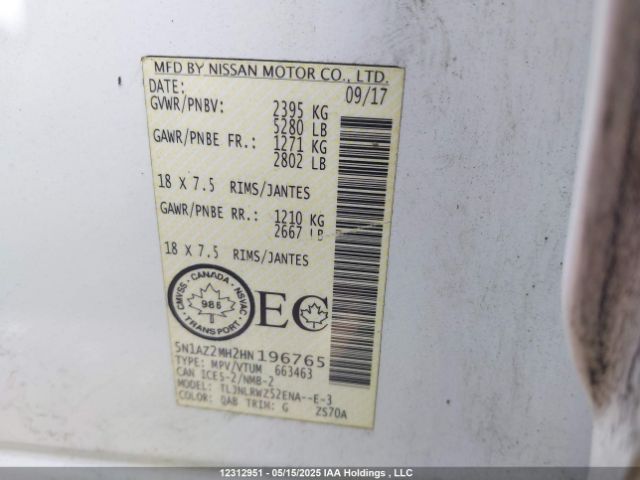 MFD BY NISSAN MOTOR CO., LTD.
DATE: 09/17
GVWR/PNBV: 2395 KG
5280 LB
GAWR/PNBE FR.: 1271 KG
2802 LB
18 X 7.5 RIMS/JANTES
GAWR/PNBE RR.: 1210 KG
2667 LB
18 X 7.5 RIMS/JANTES
CMVSS - CANADA - NSVAC
986
TRANSPORT
EC
5N1AZ2MH2HN196765
TYPE: MPV/VTUM 663463
CAN ICES-2/NMB-2
MODEL: TLJNLRWZ52ENA--E-3
COLOR: QAB TRIM: G ZS70A
12312951 - 05/15/2025 IAA Holdings , LLC